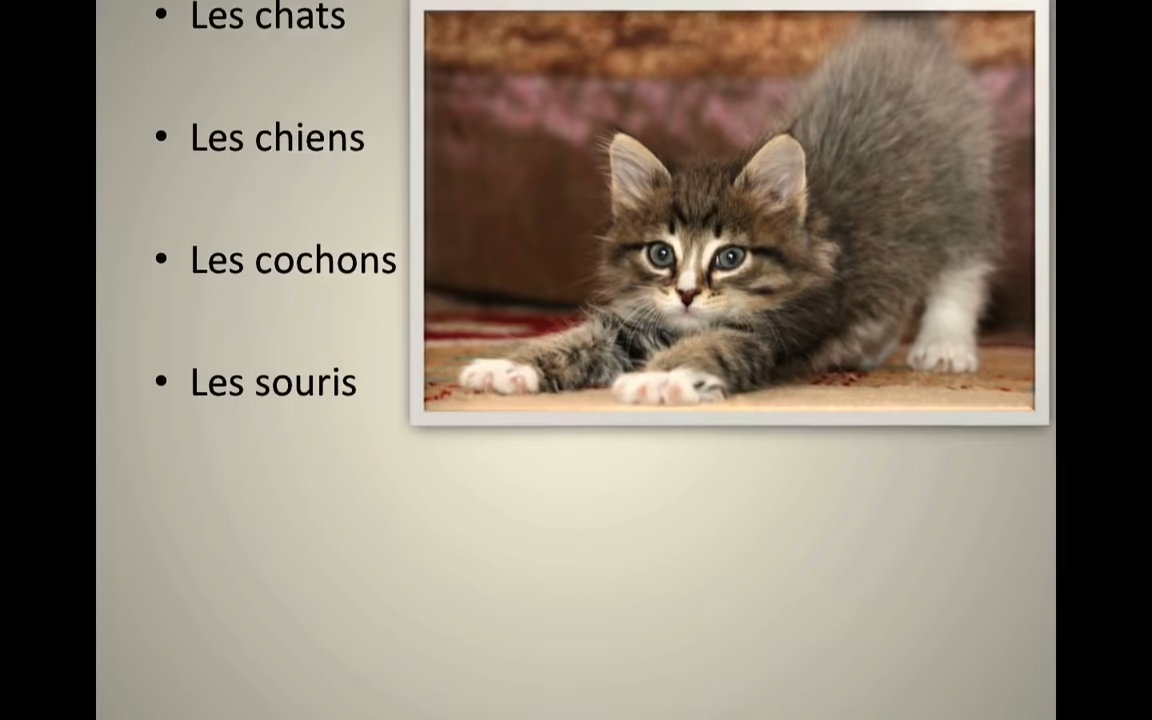 • Les chats
• Les chiens
• Les cochons
• Les souris